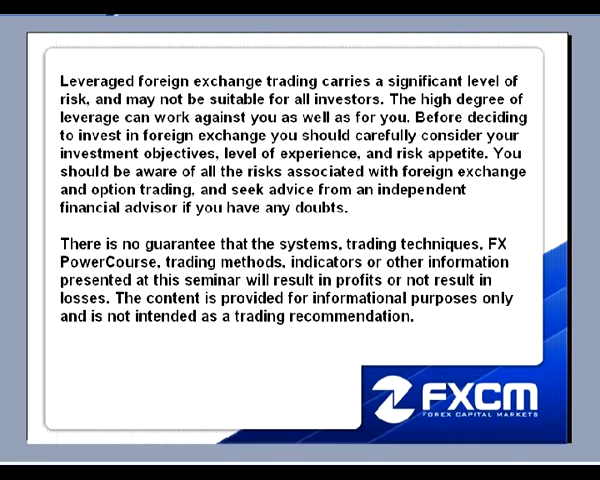 Leveraged foreign exchange trading carries a significant level of
risk, and may not be suitable for all investors. The high degree of
leverage can work against you as well as for you. Before deciding
to invest in foreign exchange you should carefully consider your
investment objectives, level of experience, and risk appetite. You
should be aware of all the risks associated with foreign exchange
and option trading, and seek advice from an independent
financial advisor if you have any doubts.
There is no guarantee that the systems, trading techniques, FX
PowerCourse, trading methods, indicators or other information
presented at this seminar will result in profits or not result in
losses. The content is provided for informational purposes only
and is not intended as a trading recommendation.
FXCM
FOREX CAPITAL MARKETS